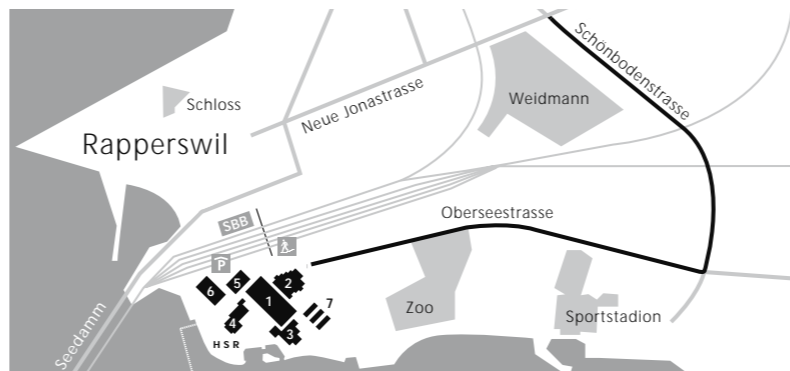 Schönbodenstrasse
Schloss
Neue Jonastrasse
Weidmann
Rapperswil
SBB
Oberseestrasse
P
2
5
6
1
7
4
3
Zoo
Sportstadion
HSR
Seedamm